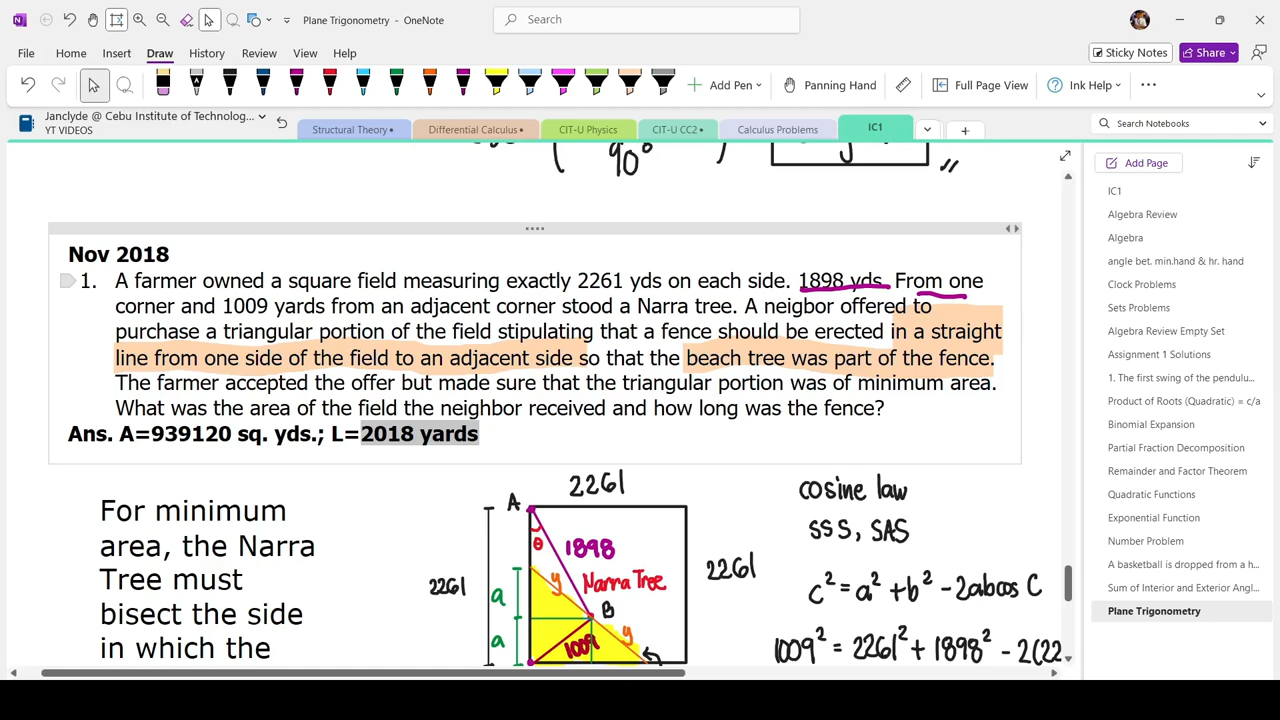 Plane Trigonometry - OneNote
Search
File Home Insert Draw History Review View Help
Sticky Notes
Share
Add Pen
Panning Hand
Full Page View
Ink Help
Janclyde @ Cebu Institute of Technolog...
YT VIDEOS
Structural Theory
Differential Calculus
CIT-U Physics
CIT-U CC2
Calculus Problems
IC1
Search Notebooks
90°
Nov 2018
1. A farmer owned a square field measuring exactly 2261 yds on each side. 1898 yds. From one
corner and 1009 yards from an adjacent corner stood a Narra tree. A neigbor offered to
purchase a triangular portion of the field stipulating that a fence should be erected in a straight
line from one side of the field to an adjacent side so that the beach tree was part of the fence.
The farmer accepted the offer but made sure that the triangular portion was of minimum area.
What was the area of the field the neighbor received and how long was the fence?
Ans. A=939120 sq. yds.; L=2018 yards
For minimum
area, the Narra
Tree must
bisect the side
in which the
2261
A
θ
1898
2261
2261
a
y
Narra Tree
B
a
1009
y
cosine law
SSS, SAS
c² = a² + b² - 2abcos C
1009² = 2261² + 1898² - 2(22
Add Page
IC1
Algebra Review
Algebra
angle bet. min.hand & hr. hand
Clock Problems
Sets Problems
Algebra Review Empty Set
Assignment 1 Solutions
1. The first swing of the pendulu...
Product of Roots (Quadratic) = c/a
Binomial Expansion
Partial Fraction Decomposition
Remainder and Factor Theorem
Quadratic Functions
Exponential Function
Number Problem
A basketball is dropped from a he...
Sum of Interior and Exterior Angl...
Plane Trigonometry